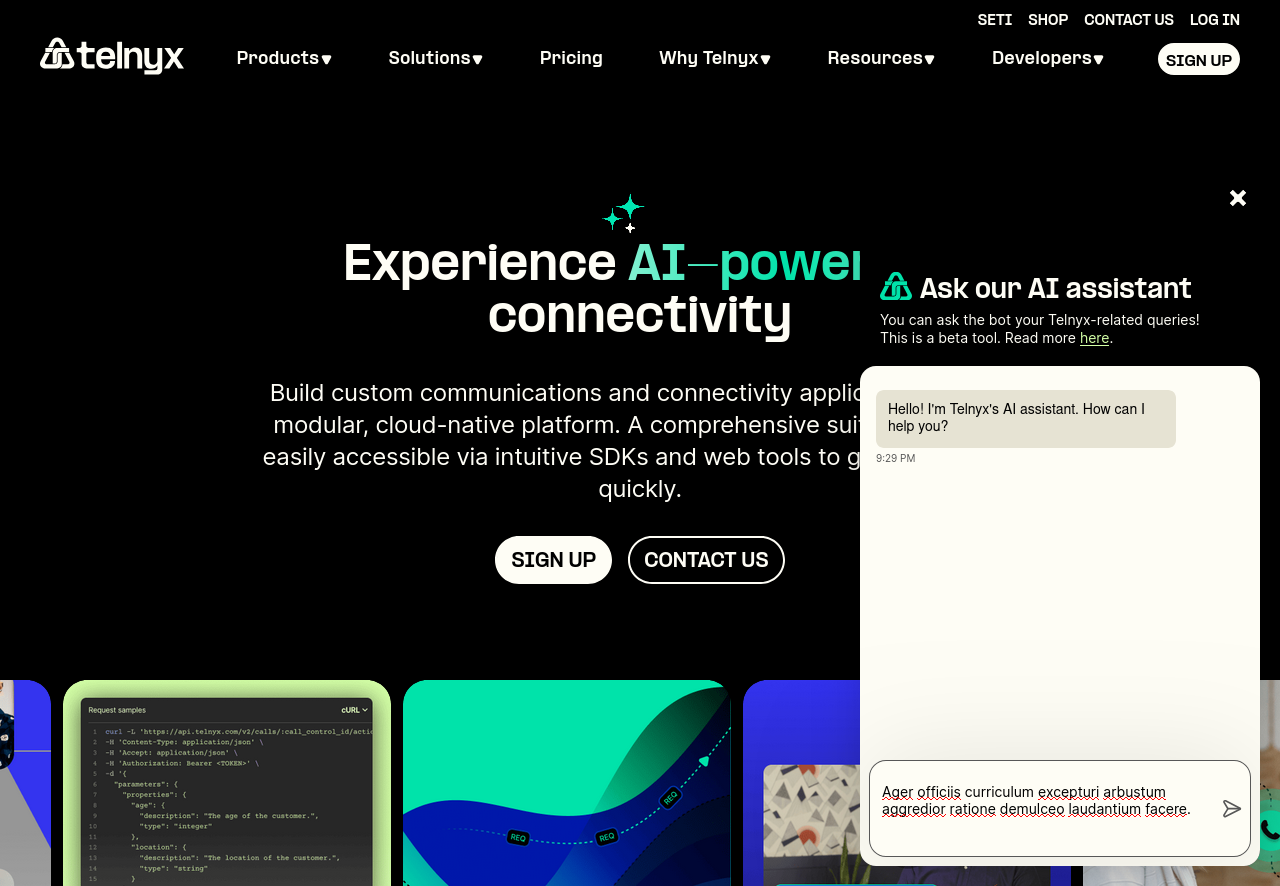 SETI SHOP CONTACT US LOG IN
telnyx Products Solutions Pricing Why Telnyx Resources Developers SIGN UP
Experience AI-power
connectivity
Build custom communications and connectivity applic
modular, cloud-native platform. A comprehensive suit
easily accessible via intuitive SDKs and web tools to g
quickly.
SIGN UP CONTACT US
Ask our AI assistant
You can ask the bot your Telnyx-related queries!
This is a beta tool. Read more here.
Hello! I'm Telnyx's AI assistant. How can I
help you?
9:29 PM
Ager officiis curriculum excepturi arbustum
aggredior ratione demulceo laudantium facere.
Request samples cURL
1 curl -L 'https://api.telnyx.com/v2/calls/:call_control_id/actio
2 -H 'Content-Type: application/json' \
3 -H 'Accept: application/json' \
4 -H 'Authorization: Bearer <TOKEN>' \
5 -d '{
6 "parameters": {
7 "properties": {
8 "age": {
9 "description": "The age of the customer.",
10 "type": "integer"
11 },
12 "location": {
13 "description": "The location of the customer.",
14 "type": "string"
15 }
REQ
REQ
REQ